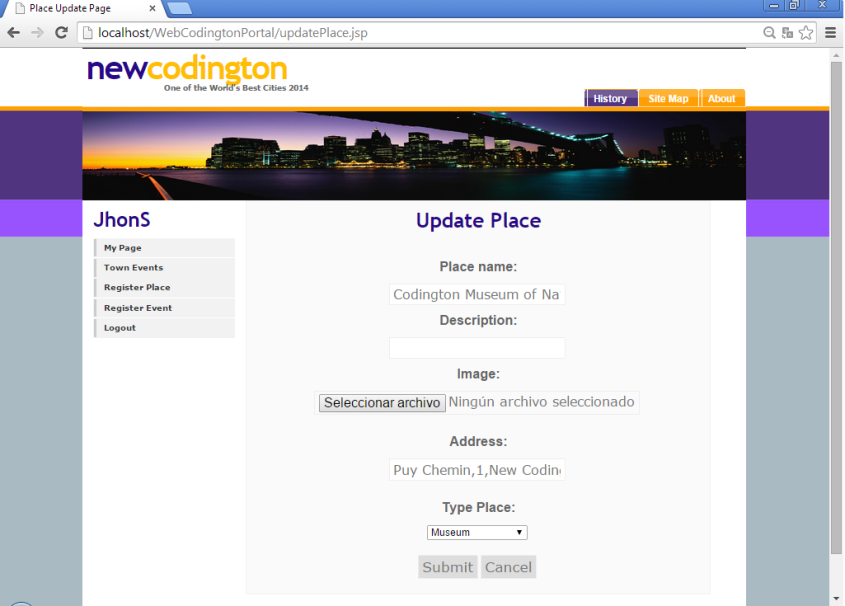 Place Update Page
localhost/WebCodingtonPortal/updatePlace.jsp
newcodington
One of the World's Best Cities 2014
History Site Map About
JhonS
My Page
Town Events
Register Place
Register Event
Logout
Update Place
Place name:
Codington Museum of Na
Description:
Image:
Seleccionar archivo Ningún archivo seleccionado
Address:
Puy Chemin,1,New Codin
Type Place:
Museum
Submit Cancel